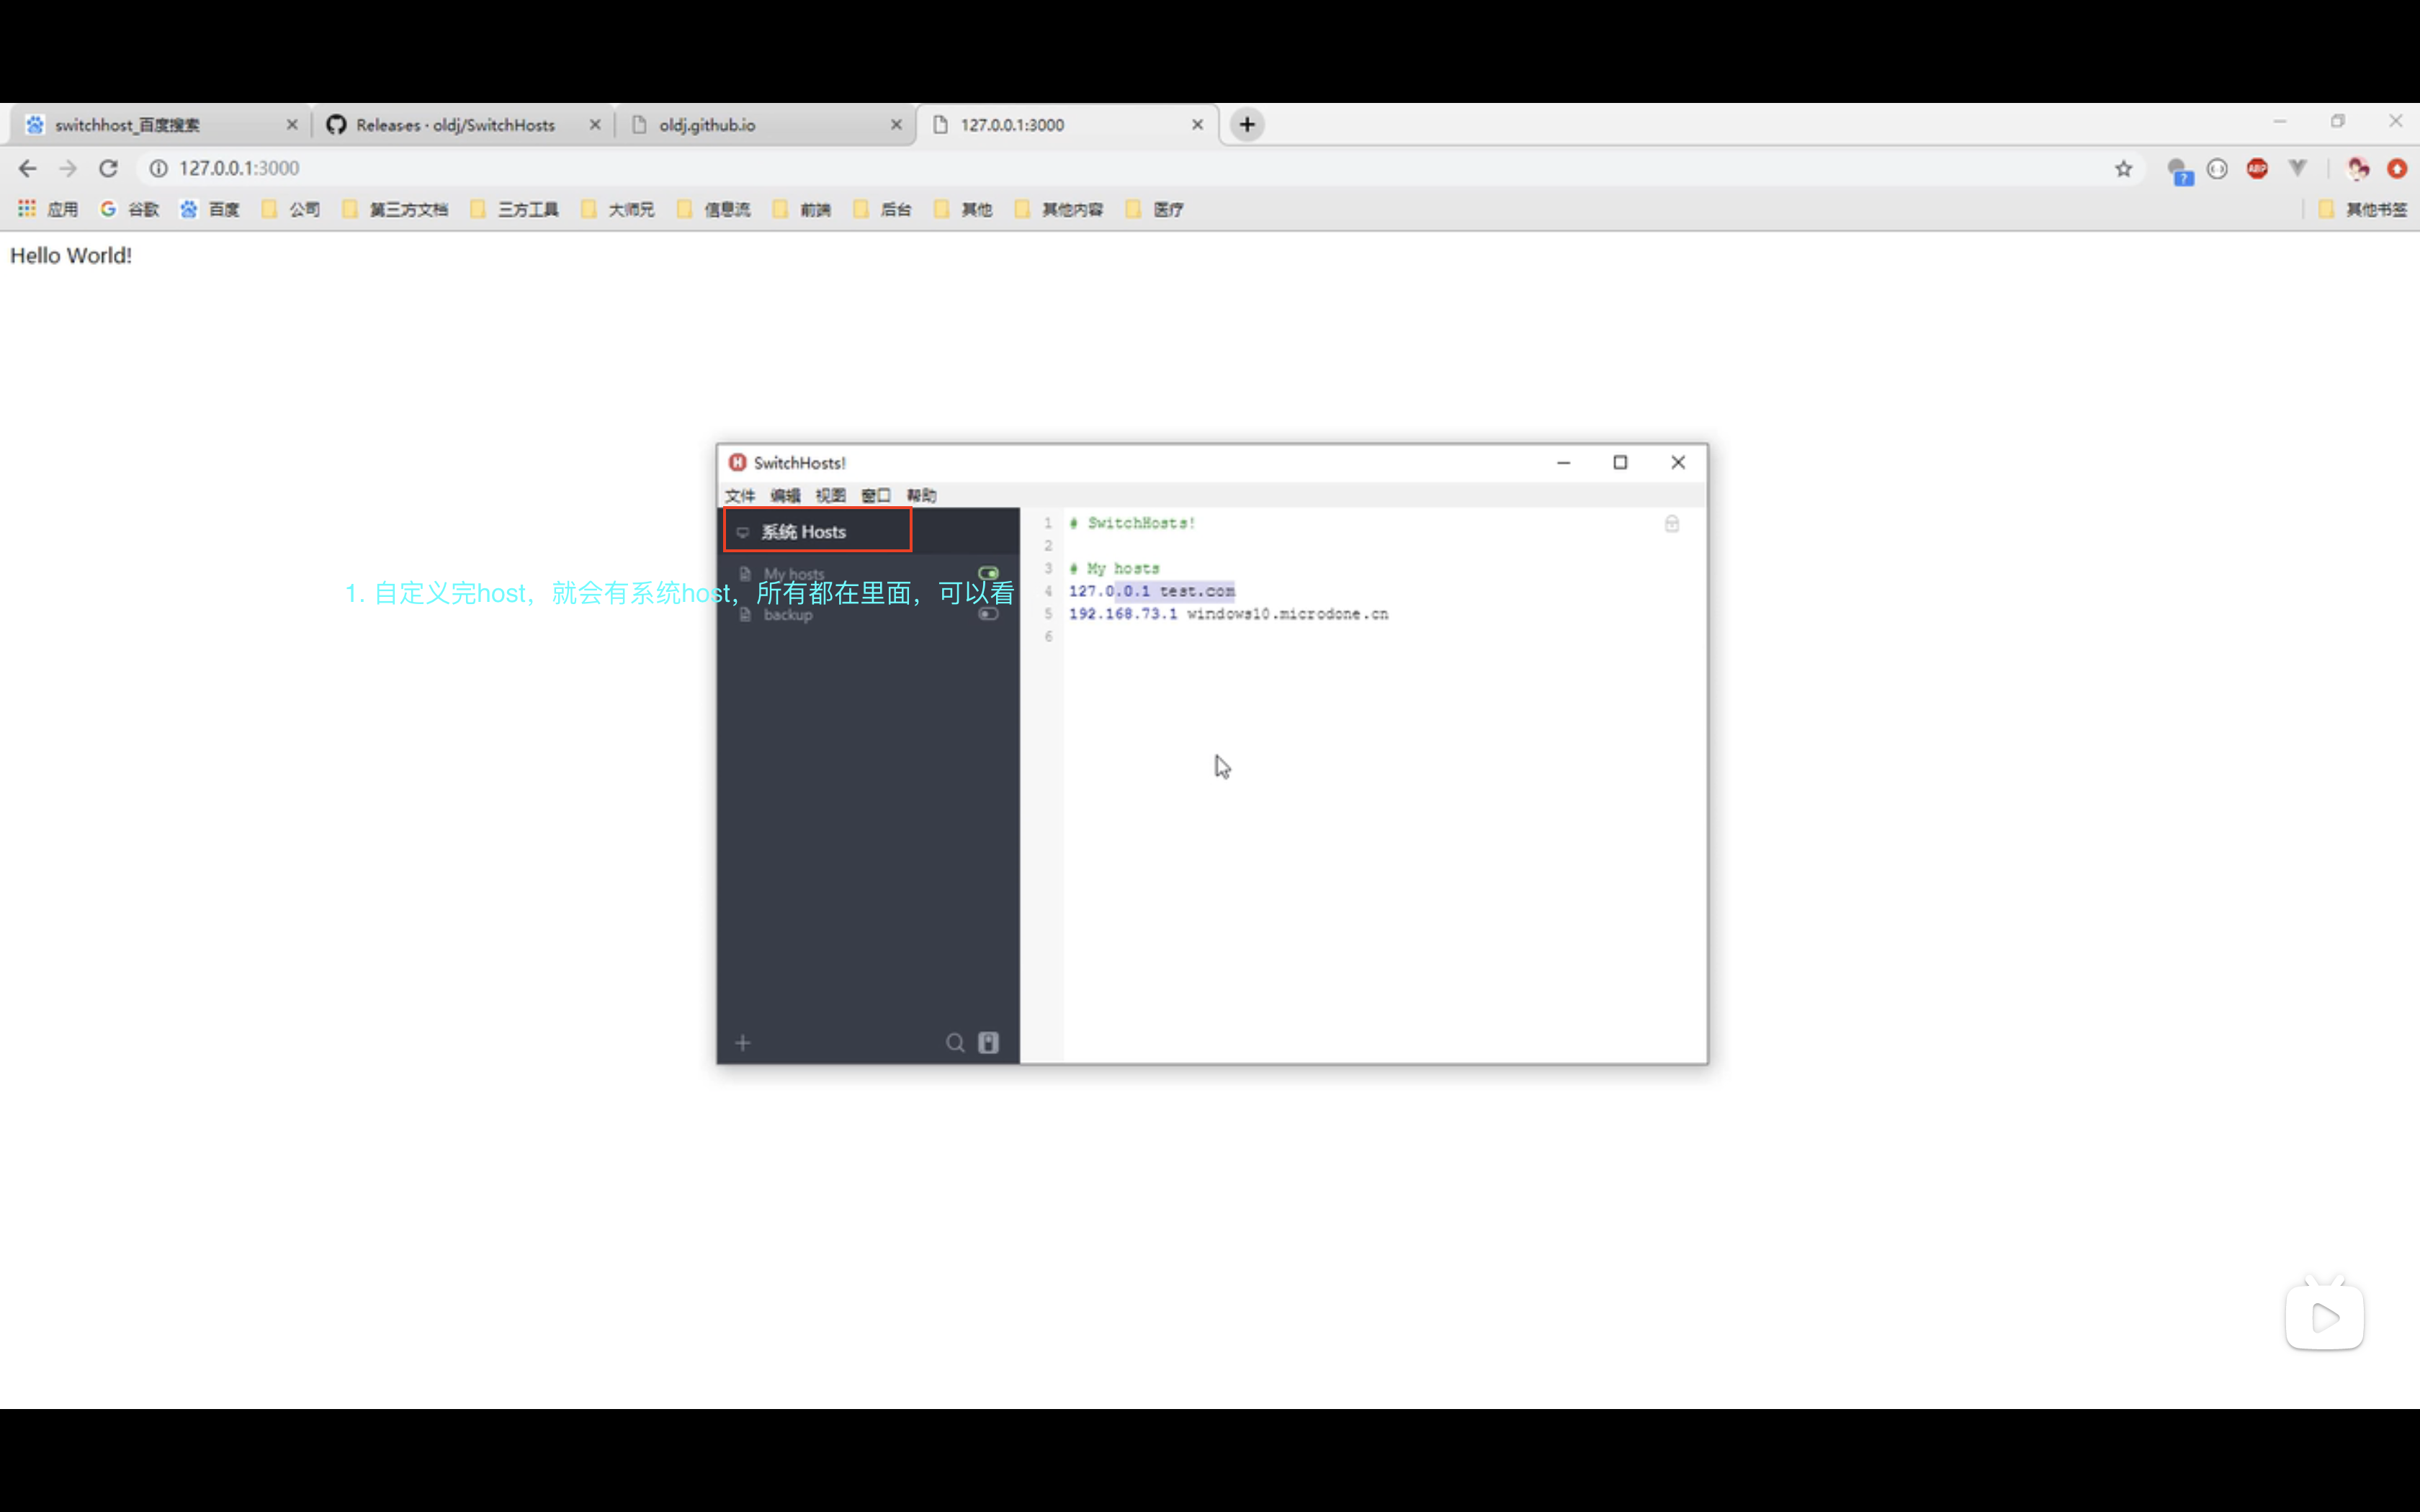 switchhost_百度搜索
Releases · oldj/SwitchHosts
oldj.github.io
127.0.0.1:3000
127.0.0.1:3000
应用 谷歌 百度 公司 第三方文档 三方工具 大师兄 信息流 前端 后台 其他 其他内容 医疗 其他书签
Hello World!
SwitchHosts!
文件 编辑 视图 窗口 帮助
系统 Hosts
My hosts
1. 自定义完host，就会有系统host，所有都在里面，可以看
backup
1 # SwitchHosts!
2
3 # My hosts
4 127.0.0.1 test.com
5 192.168.73.1 windows10.microdone.cn
6
ABP